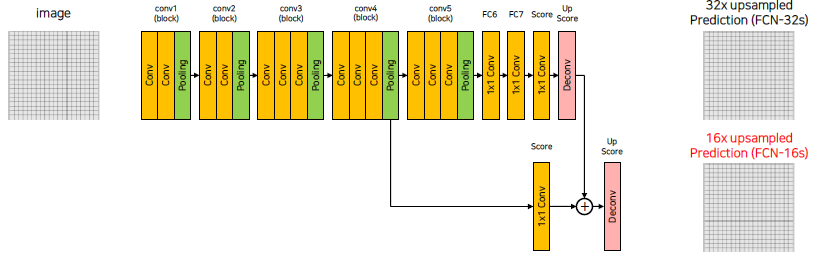 image
conv1
(block)
conv2
(block)
conv3
(block)
conv4
(block)
conv5
(block)
FC6
FC7
Score
Up
Score
32x upsampled
Prediction (FCN-32s)
Conv
Conv
Pooling
Conv
Conv
Pooling
Conv
Conv
Conv
Pooling
Conv
Conv
Conv
Pooling
Conv
Conv
Conv
Pooling
1x1 Conv
1x1 Conv
1x1 Conv
Deconv
16x upsampled
Prediction (FCN-16s)
Score
Up
Score
1x1 Conv
+
Deconv